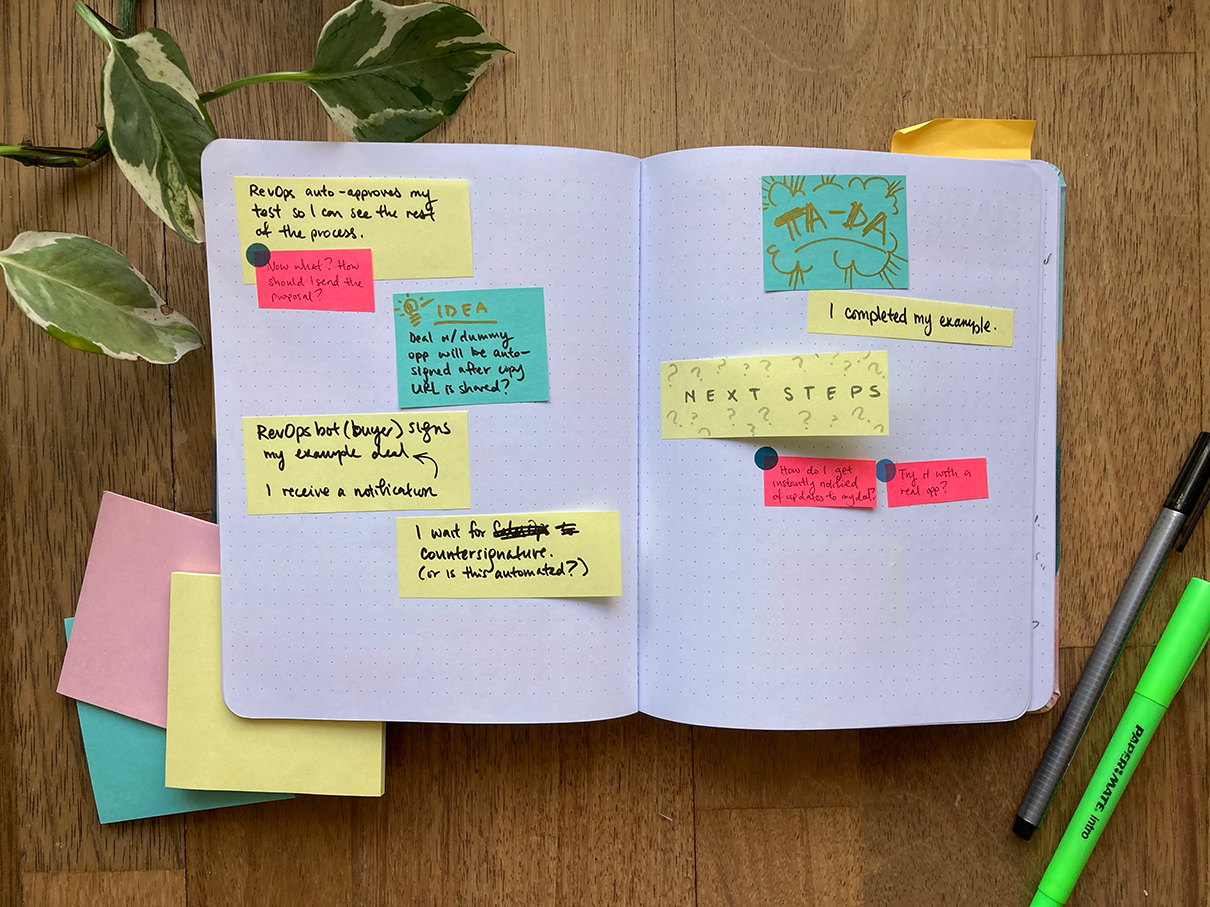 RevOps auto-approves my
test so I can see the rest
of the process.
Now what? How
should I send the
proposal?
IDEA
Deal w/dummy
opp will be auto-
signed after copy
URL is shared?
RevOps bot (buyer) signs
my example deal
I receive a notification
I wait for
countersignature.
(or is this automated?)
TA-DA
I completed my example.
? ? ? ? ? ? ?
NEXT STEPS
? ? ? ? ? ? ?
How do I get
instantly notified
of updates to my deal?
Try it with a
real opp?
PAPER MATE intro